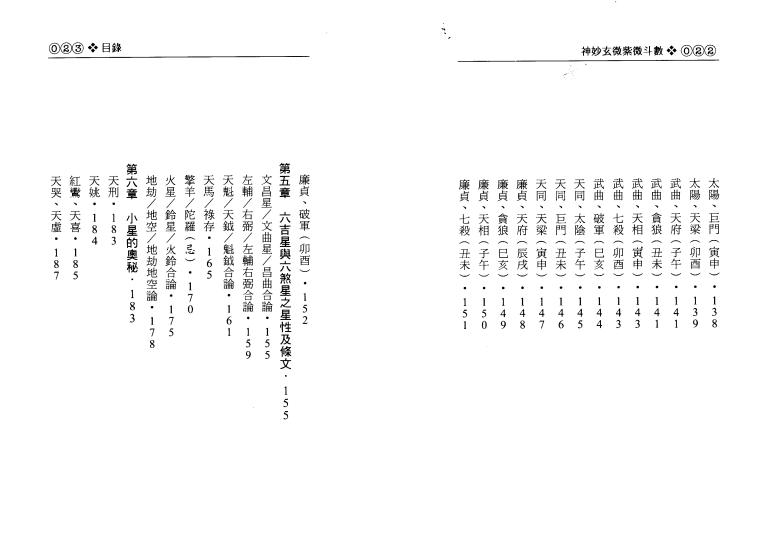 神妙玄微紫微斗數 ❖ ⓪②②
太陽、巨門（寅申）•138
太陽、天梁（卯酉）•139
武曲、天府（子午）•141
武曲、貪狼（丑未）•141
武曲、天相（寅申）•143
武曲、七殺（卯酉）•143
武曲、破軍（巳亥）•144
天同、太陰（子午）•145
天同、巨門（丑未）•146
天同、天梁（寅申）•147
廉貞、天府（辰戌）•148
廉貞、貪狼（巳亥）•149
廉貞、天相（子午）•150
廉貞、七殺（丑未）•151
⓪②③ ❖ 目錄
廉貞、破軍（卯酉）•152
第五章 六吉星與六煞星之星性及條文．155
文昌星／文曲星／昌曲合論•155
左輔／右弼／左輔右弼合論•159
天魁／天鉞／魁鉞合論•161
天馬／祿存•165
擎羊／陀羅（忌）•170
火星／鈴星／火鈴合論•175
地劫／地空／地劫地空論•178
第六章 小星的奧秘．183
天刑•183
天姚•184
紅鸞、天喜•185
天哭、天虛•187